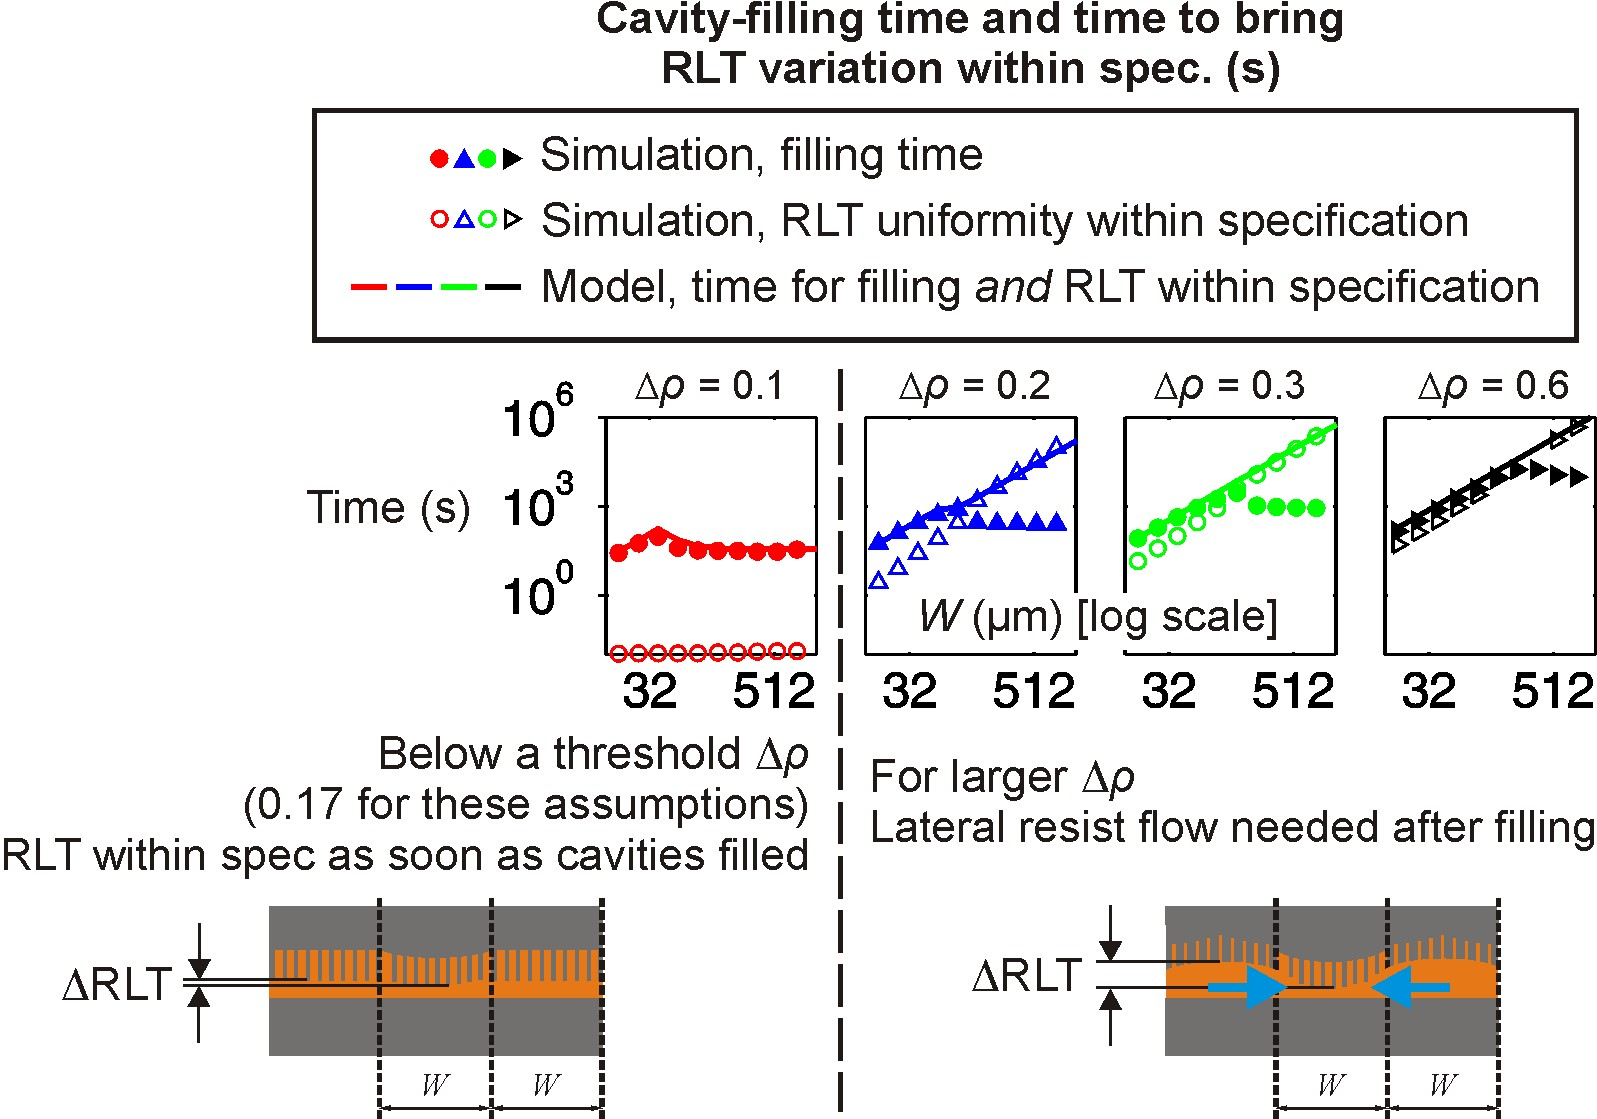 Cavity-filling time and time to bring
RLT variation within spec. (s)
Simulation, filling time
Simulation, RLT uniformity within specification
Model, time for filling and RLT within specification
Δρ = 0.1
Δρ = 0.2
Δρ = 0.3
Δρ = 0.6
10^6
10^3
10^0
Time (s)
W (μm) [log scale]
32 512
32 512
32 512
32 512
Below a threshold Δρ
(0.17 for these assumptions)
RLT within spec as soon as cavities filled
For larger Δρ
Lateral resist flow needed after filling
ΔRLT
W W
ΔRLT
W W